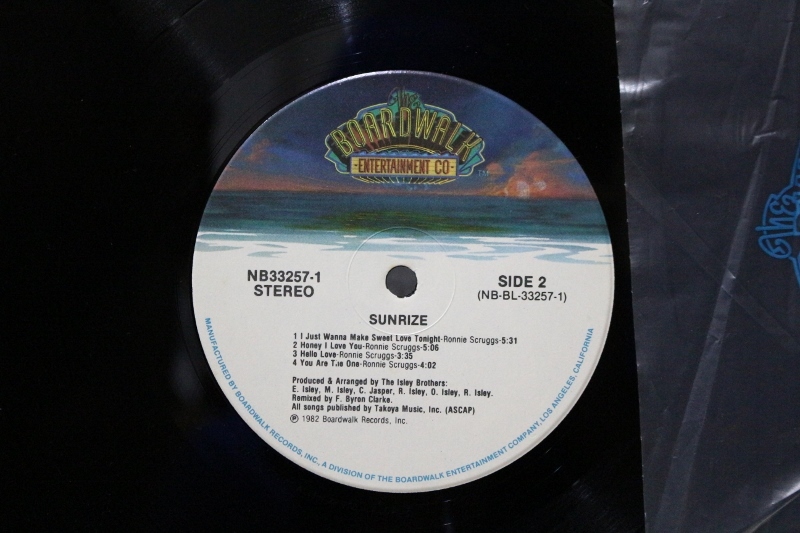 The
BOARDWALK
-ENTERTAINMENT CO-
TM
NB33257-1
STEREO
SIDE 2
(NB-BL-33257-1)
SUNRIZE
1 I Just Wanna Make Sweet Love Tonight-Ronnie Scruggs-5:31
2 Honey I Love You-Ronnie Scruggs-5:06
3 Hello Love-Ronnie Scruggs-3:35
4 You Are The One-Ronnie Scruggs-4:02
Produced & Arranged by The Isley Brothers:
E. Isley, M. Isley, C. Jasper, R. Isley, O. Isley, R. Isley.
Remixed by F. Byron Clarke.
All songs published by Takoya Music, Inc. (ASCAP)
℗ 1982 Boardwalk Records, Inc.
MANUFACTURED BY BOARDWALK RECORDS, INC., A DIVISION OF THE BOARDWALK ENTERTAINMENT COMPANY, LOS ANGELES, CALIFORNIA
The